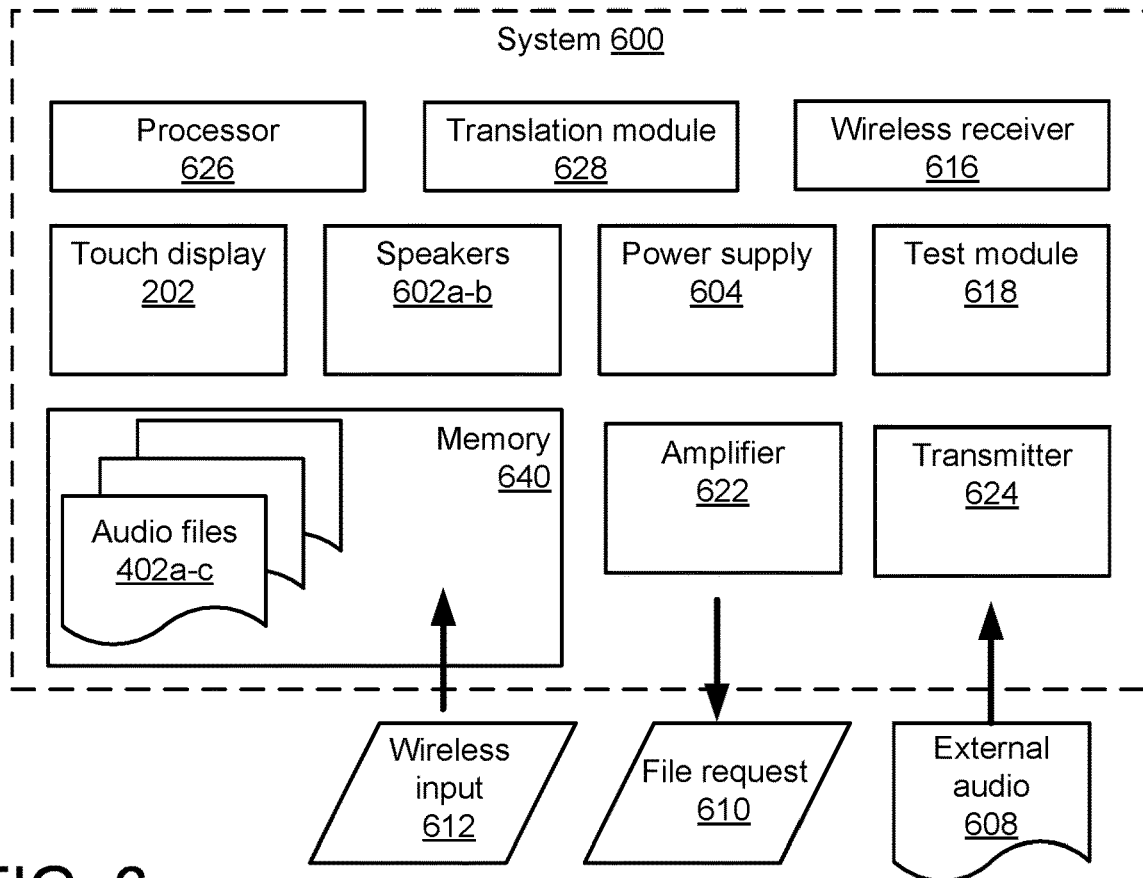 System 600
Processor
626
Translation module
628
Wireless receiver
616
Touch display
202
Speakers
602a-b
Power supply
604
Test module
618
Memory
640
Audio files
402a-c
Amplifier
622
Transmitter
624
Wireless
input
612
File request
610
External
audio
608